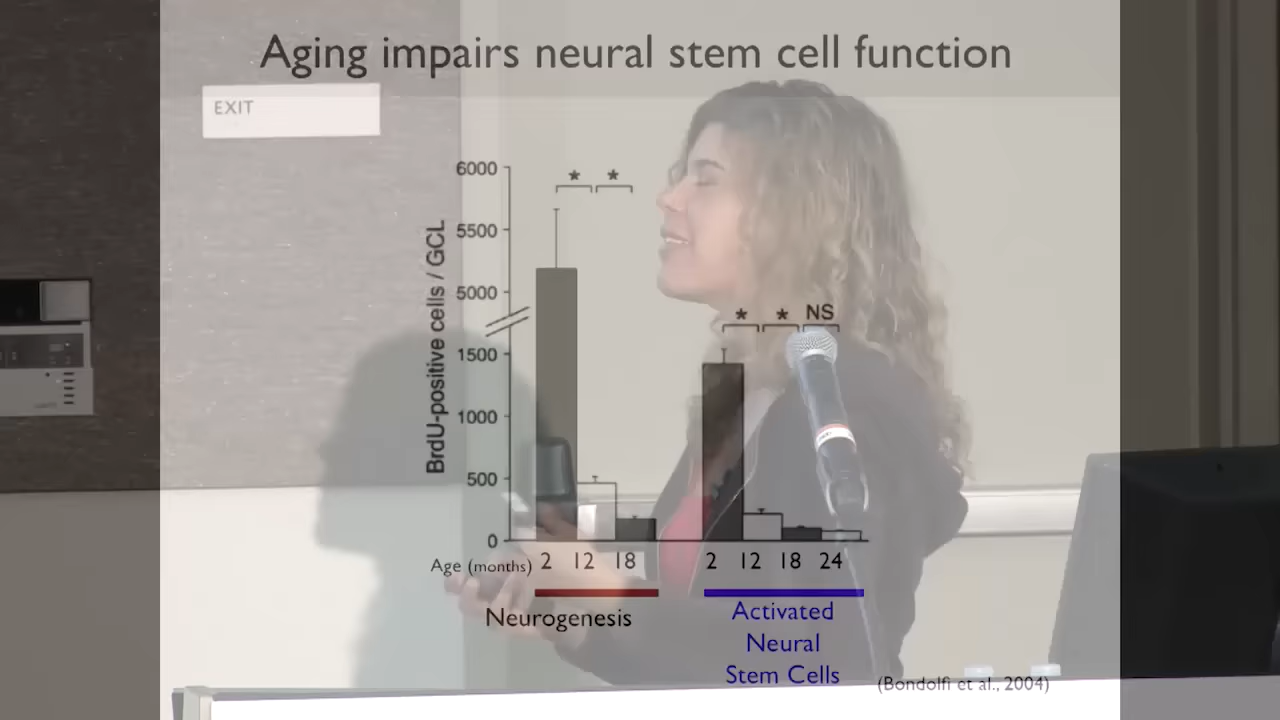 Aging impairs neural stem cell function
EXIT
6000
5500
5000
1500
1000
500
0
BrdU-positive cells / GCL
* *
* * NS
Age (months) 2 12 18 2 12 18 24
Neurogenesis
Activated
Neural
Stem Cells
(Bondolfi et al., 2004)